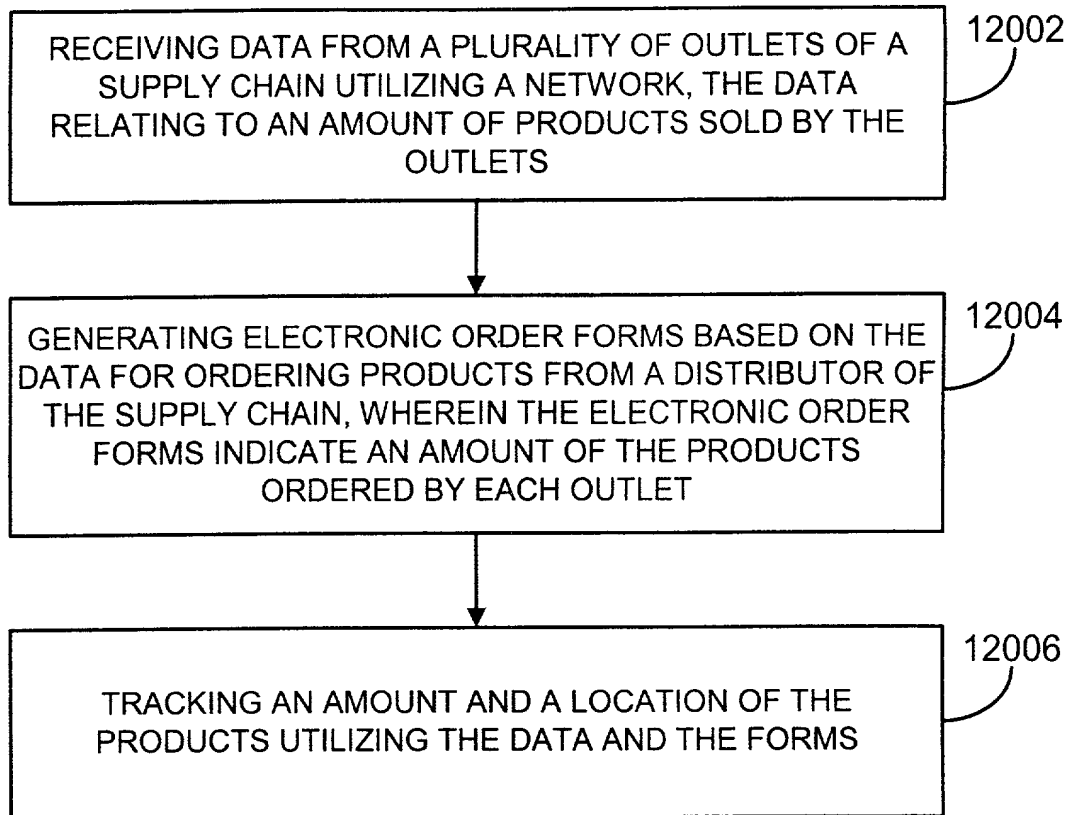 RECEIVING DATA FROM A PLURALITY OF OUTLETS OF A
SUPPLY CHAIN UTILIZING A NETWORK, THE DATA
RELATING TO AN AMOUNT OF PRODUCTS SOLD BY THE
OUTLETS
12002
GENERATING ELECTRONIC ORDER FORMS BASED ON THE
DATA FOR ORDERING PRODUCTS FROM A DISTRIBUTOR OF
THE SUPPLY CHAIN, WHEREIN THE ELECTRONIC ORDER
FORMS INDICATE AN AMOUNT OF THE PRODUCTS
ORDERED BY EACH OUTLET
12004
TRACKING AN AMOUNT AND A LOCATION OF THE
PRODUCTS UTILIZING THE DATA AND THE FORMS
12006